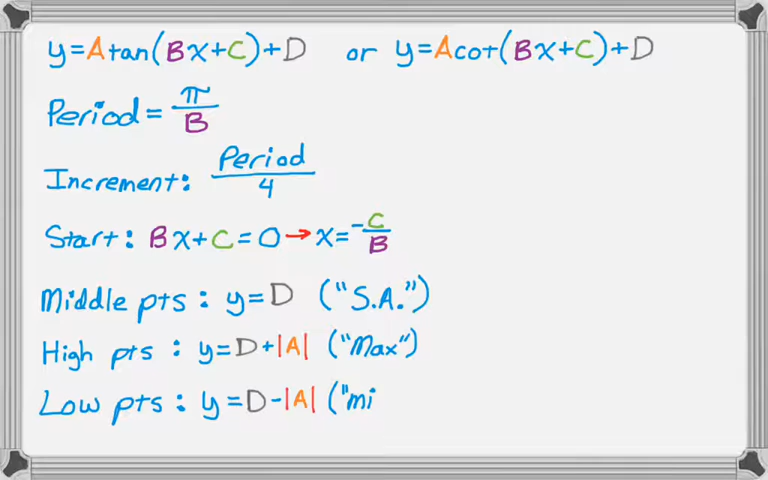 y=Atan(Bx+C)+D or y=Acot(Bx+C)+D
Period=π/B
Increment: Period/4
Start: Bx+C=0→x=-C/B
Middle pts: y=D ("S.A.")
High pts: y=D+|A| ("Max")
Low pts: y=D-|A| ("mi